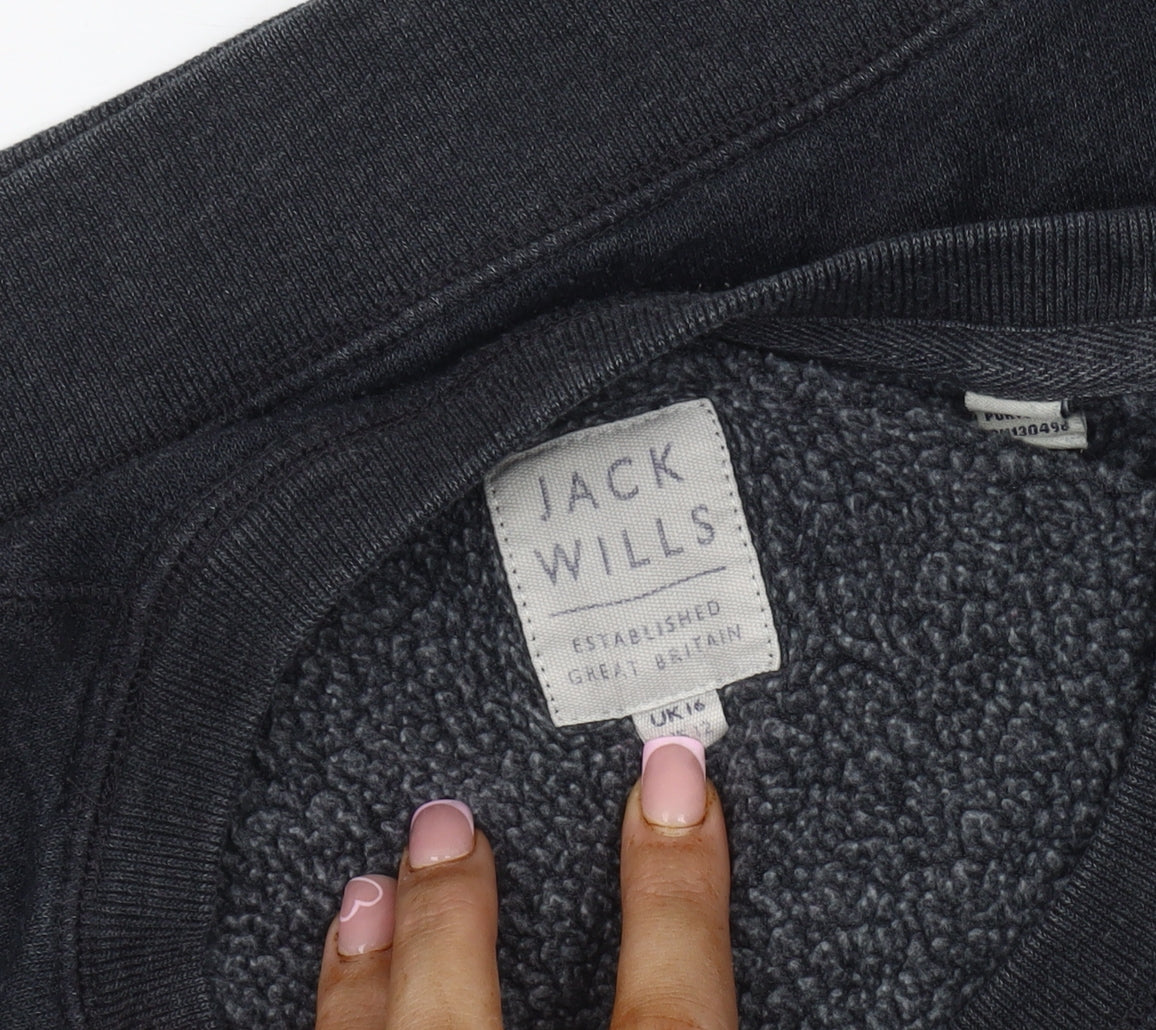 JACK
WILLS
ESTABLISHED
GREAT BRITAIN
UK 16